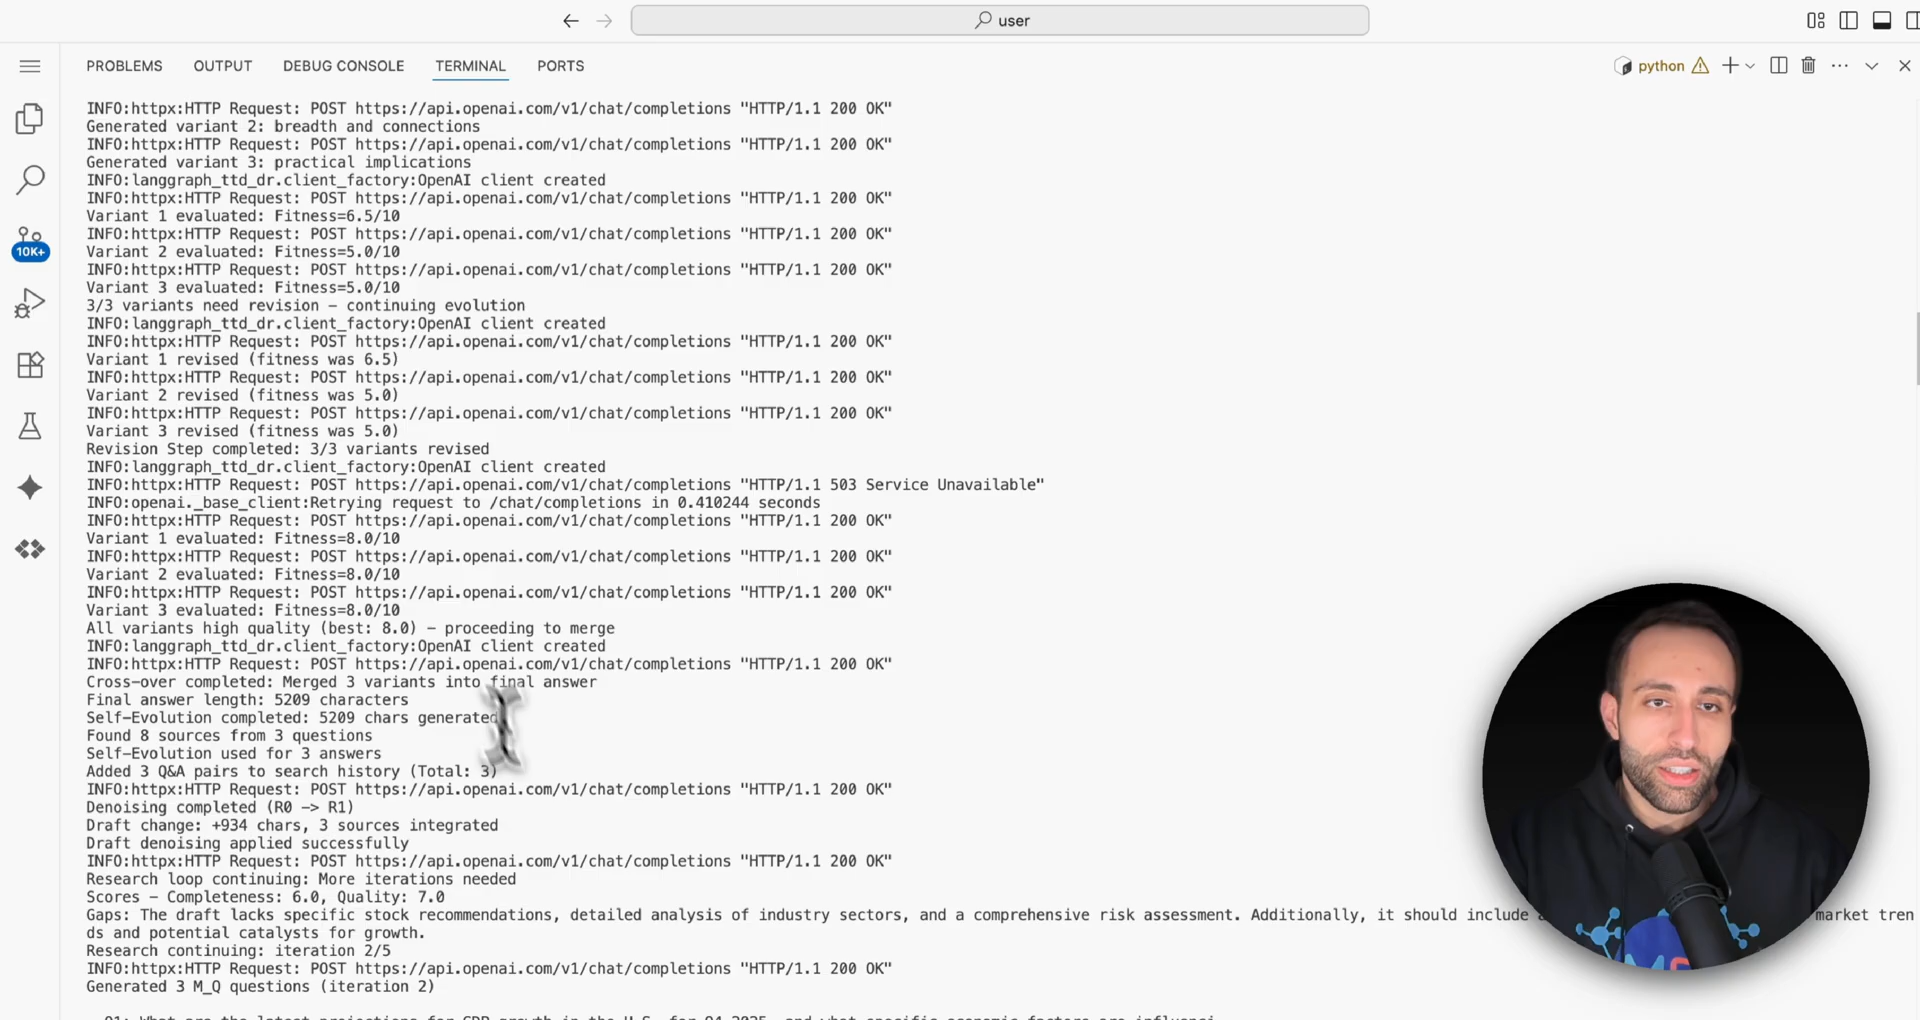 user
PROBLEMS OUTPUT DEBUG CONSOLE TERMINAL PORTS python
10K+
INFO:httpx:HTTP Request: POST https://api.openai.com/v1/chat/completions "HTTP/1.1 200 OK"
Generated variant 2: breadth and connections
INFO:httpx:HTTP Request: POST https://api.openai.com/v1/chat/completions "HTTP/1.1 200 OK"
Generated variant 3: practical implications
INFO:langgraph_ttd_dr.client_factory:OpenAI client created
INFO:httpx:HTTP Request: POST https://api.openai.com/v1/chat/completions "HTTP/1.1 200 OK"
Variant 1 evaluated: Fitness=6.5/10
INFO:httpx:HTTP Request: POST https://api.openai.com/v1/chat/completions "HTTP/1.1 200 OK"
Variant 2 evaluated: Fitness=5.0/10
INFO:httpx:HTTP Request: POST https://api.openai.com/v1/chat/completions "HTTP/1.1 200 OK"
Variant 3 evaluated: Fitness=5.0/10
3/3 variants need revision – continuing evolution
INFO:langgraph_ttd_dr.client_factory:OpenAI client created
INFO:httpx:HTTP Request: POST https://api.openai.com/v1/chat/completions "HTTP/1.1 200 OK"
Variant 1 revised (fitness was 6.5)
INFO:httpx:HTTP Request: POST https://api.openai.com/v1/chat/completions "HTTP/1.1 200 OK"
Variant 2 revised (fitness was 5.0)
INFO:httpx:HTTP Request: POST https://api.openai.com/v1/chat/completions "HTTP/1.1 200 OK"
Variant 3 revised (fitness was 5.0)
Revision Step completed: 3/3 variants revised
INFO:langgraph_ttd_dr.client_factory:OpenAI client created
INFO:httpx:HTTP Request: POST https://api.openai.com/v1/chat/completions "HTTP/1.1 503 Service Unavailable"
INFO:openai._base_client:Retrying request to /chat/completions in 0.410244 seconds
INFO:httpx:HTTP Request: POST https://api.openai.com/v1/chat/completions "HTTP/1.1 200 OK"
Variant 1 evaluated: Fitness=8.0/10
INFO:httpx:HTTP Request: POST https://api.openai.com/v1/chat/completions "HTTP/1.1 200 OK"
Variant 2 evaluated: Fitness=8.0/10
INFO:httpx:HTTP Request: POST https://api.openai.com/v1/chat/completions "HTTP/1.1 200 OK"
Variant 3 evaluated: Fitness=8.0/10
All variants high quality (best: 8.0) – proceeding to merge
INFO:langgraph_ttd_dr.client_factory:OpenAI client created
INFO:httpx:HTTP Request: POST https://api.openai.com/v1/chat/completions "HTTP/1.1 200 OK"
Cross-over completed: Merged 3 variants into final answer
Final answer length: 5209 characters
Self-Evolution completed: 5209 chars generated
Found 8 sources from 3 questions
Self-Evolution used for 3 answers
Added 3 Q&A pairs to search history (Total: 3)
INFO:httpx:HTTP Request: POST https://api.openai.com/v1/chat/completions "HTTP/1.1 200 OK"
Denoising completed (R0 -> R1)
Draft change: +934 chars, 3 sources integrated
Draft denoising applied successfully
INFO:httpx:HTTP Request: POST https://api.openai.com/v1/chat/completions "HTTP/1.1 200 OK"
Research loop continuing: More iterations needed
Scores – Completeness: 6.0, Quality: 7.0
Gaps: The draft lacks specific stock recommendations, detailed analysis of industry sectors, and a comprehensive risk assessment. Additionally, it should include market tren
ds and potential catalysts for growth.
Research continuing: iteration 2/5
INFO:httpx:HTTP Request: POST https://api.openai.com/v1/chat/completions "HTTP/1.1 200 OK"
Generated 3 M_Q questions (iteration 2)
Q1: What are the latest projections for GDP growth in the U.S. for Q4 2025, and what specific economic factors are influenci